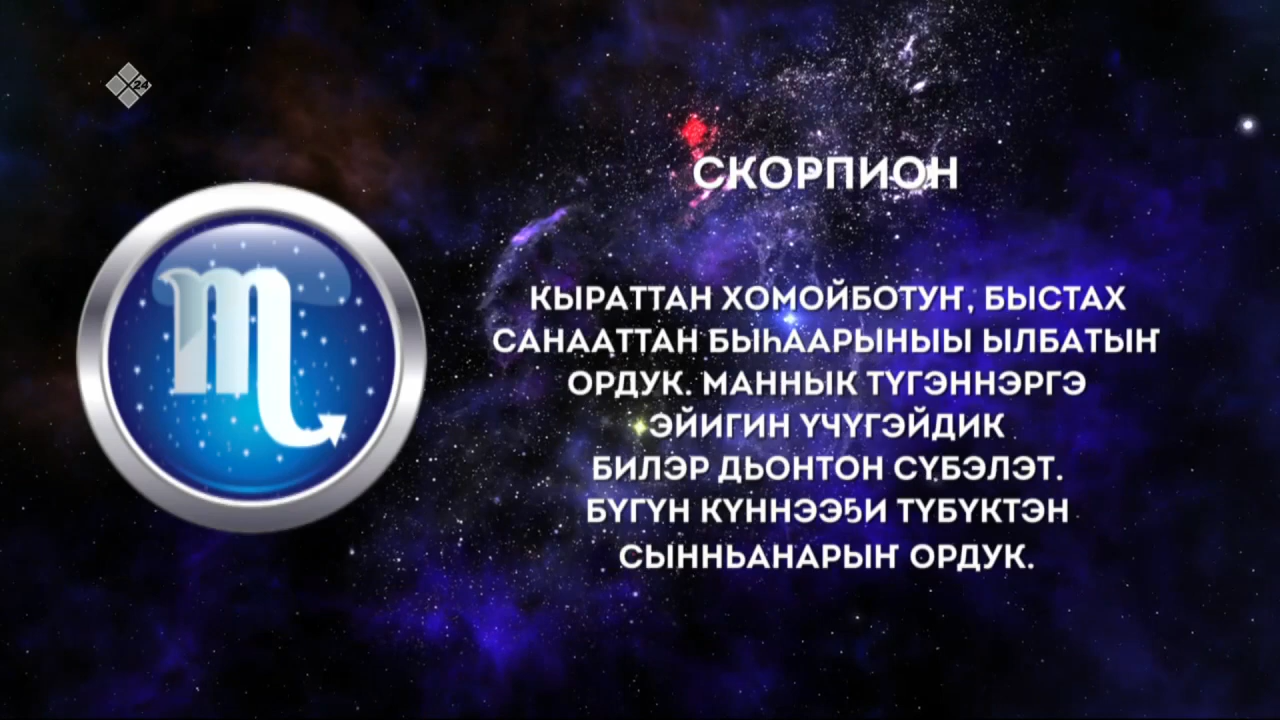 X24
СКОРПИОН
КЫРАТТАН ХОМОЙБОТУҤ, БЫСТАХ
САНААТТАН БЫҺААРЫНЫЫ ЫЛБАТЫҤ
ОРДУК. МАННЫК ТҮГЭННЭРГЭ
ЭЙИГИН ҮЧҮГЭЙДИК
БИЛЭР ДЬОНТОН СҮБЭЛЭТ.
БҮГҮН КҮННЭЭҔИ ТҮБҮКТЭН
СЫННЬАНАРЫҤ ОРДУК.